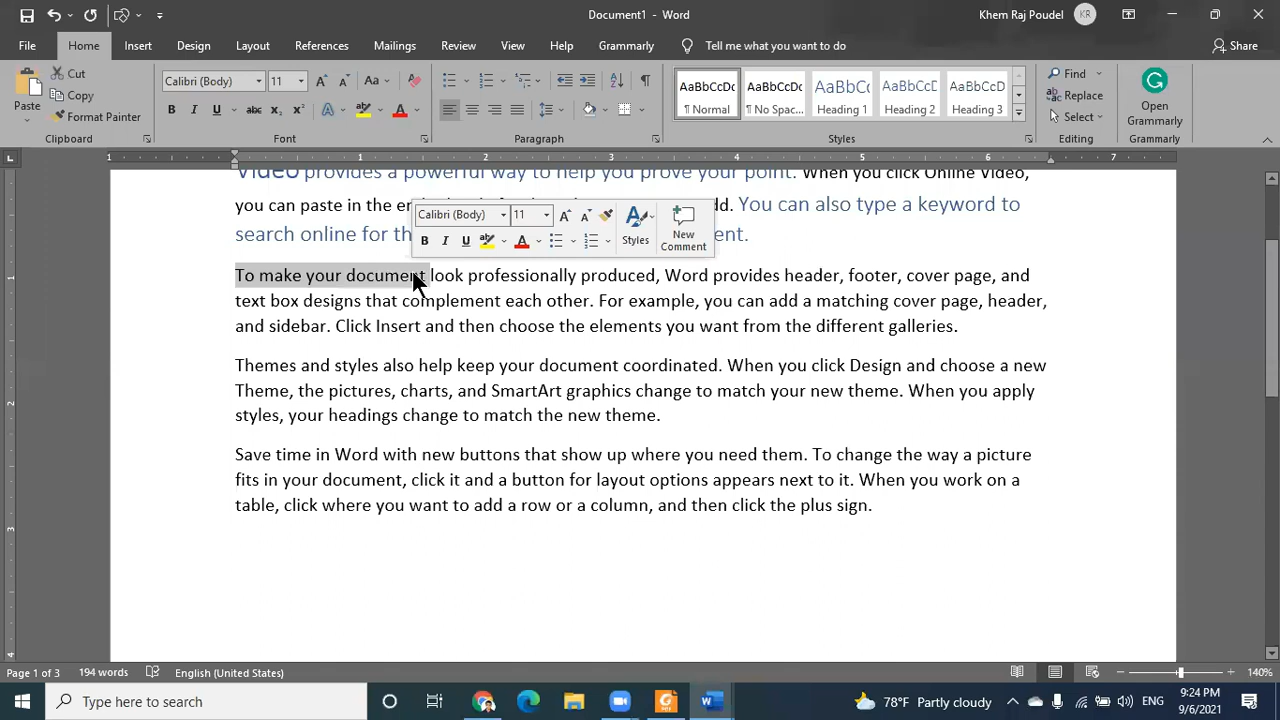 Document1 - Word
Khem Raj Poudel KR
File Home Insert Design Layout References Mailings Review View Help Grammarly Tell me what you want to do Share
Paste Cut Copy Format Painter
Clipboard
Calibri (Body) 11
Font
Paragraph
AaBbCcDc AaBbCcDc AaBbCc AaBbCcD AaBbCcD
¶ Normal ¶ No Spac... Heading 1 Heading 2 Heading 3
Styles
Find
Replace
Select
Editing
Open Grammarly
Grammarly
1 1 2 3 4 5 6 7
Video provides a powerful way to help you prove your point. When you click Online Video,
you can paste in the dd. You can also type a keyword to
search online for th ent.
Calibri (Body) 11
Styles
New Comment
To make your document look professionally produced, Word provides header, footer, cover page, and
text box designs that complement each other. For example, you can add a matching cover page, header,
and sidebar. Click Insert and then choose the elements you want from the different galleries.
Themes and styles also help keep your document coordinated. When you click Design and choose a new
Theme, the pictures, charts, and SmartArt graphics change to match your new theme. When you apply
styles, your headings change to match the new theme.
Save time in Word with new buttons that show up where you need them. To change the way a picture
fits in your document, click it and a button for layout options appears next to it. When you work on a
table, click where you want to add a row or a column, and then click the plus sign.
Page 1 of 3 194 words English (United States) 140%
Type here to search
78°F Partly cloudy ENG 9:24 PM
9/6/2021